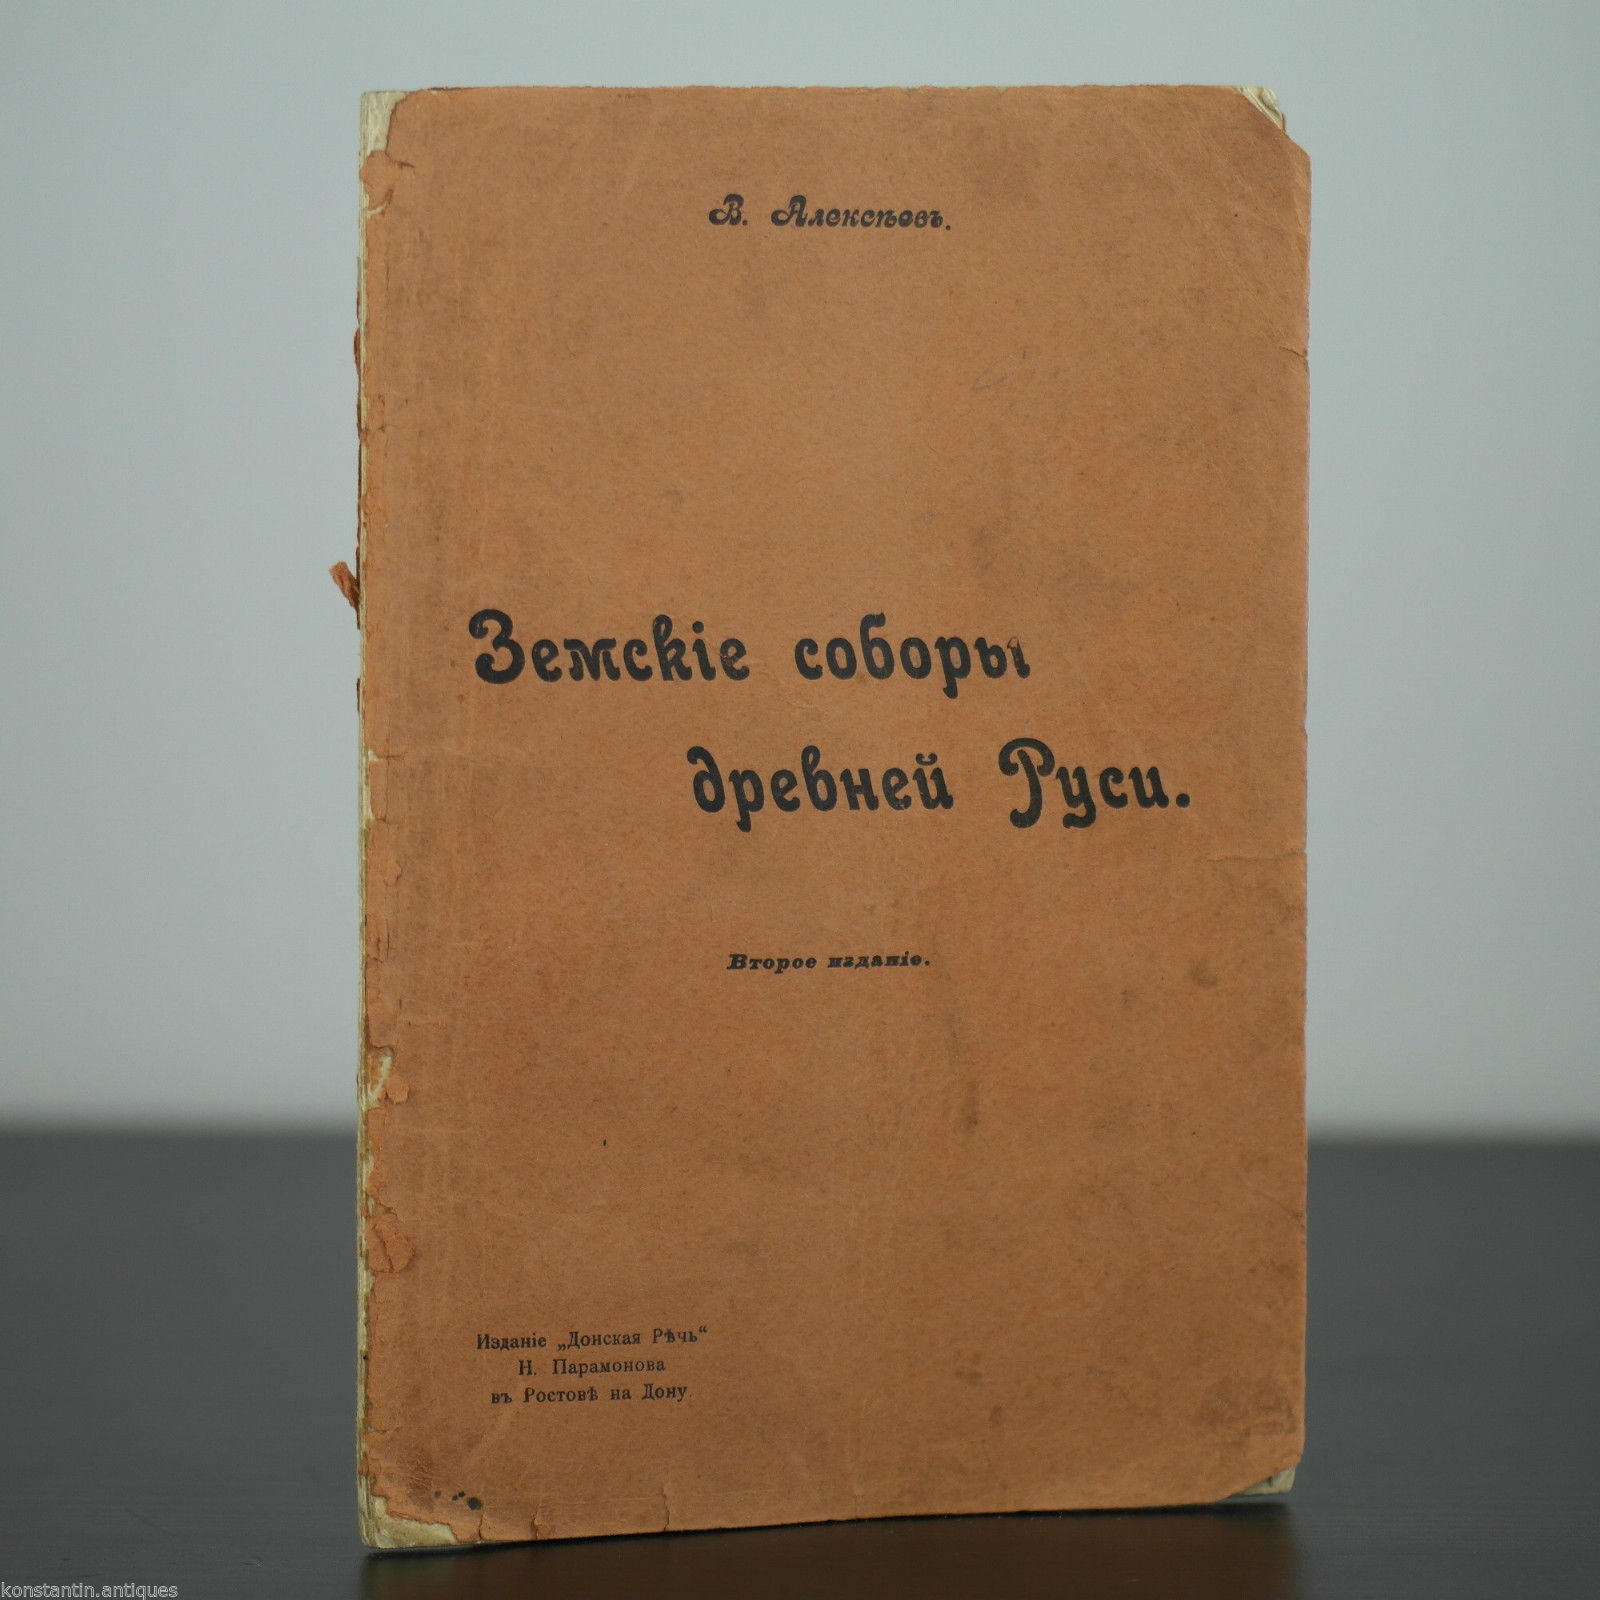 В. Алексѣевъ.
Земскіе соборы
древней Руси.
Второе изданіе.
Изданіе „Донская Рѣчь“
Н. Парамонова
въ Ростовѣ на Дону.
konstantin.antiques